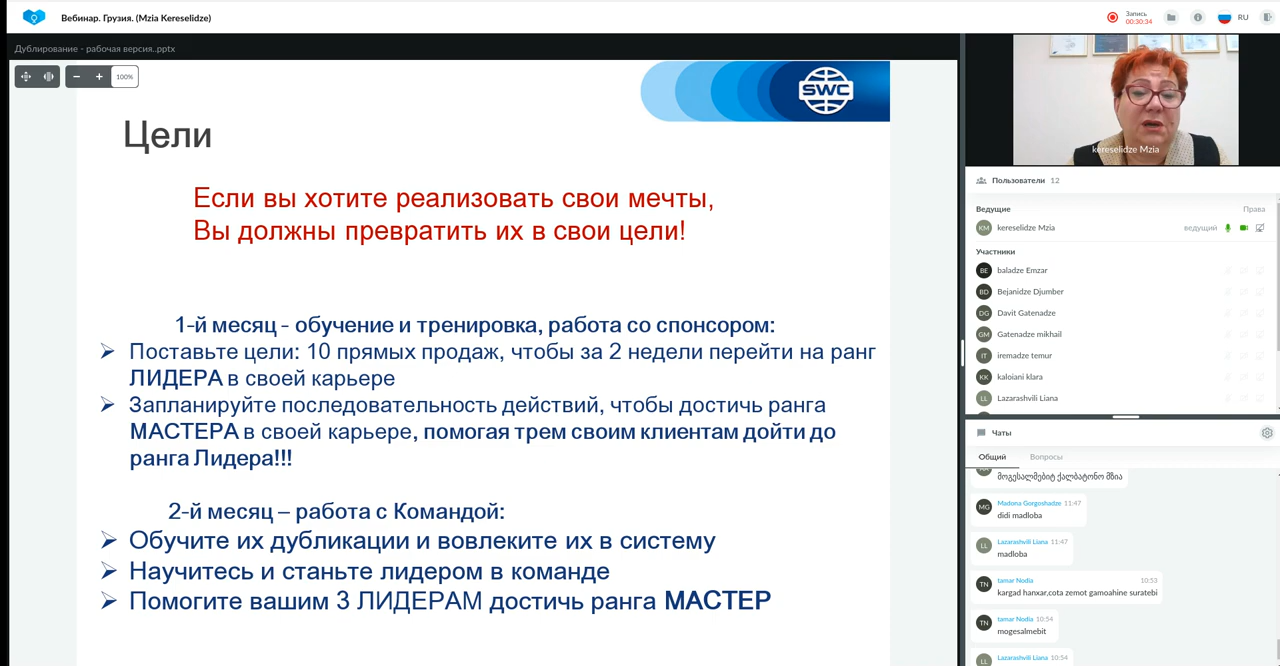 Вебинар. Грузия. (Mzia Kereselidze)
Запись
00:30:34
RU
Дублирование - рабочая версия..pptx
100%
SWC
Цели
Если вы хотите реализовать свои мечты,
Вы должны превратить их в свои цели!
1-й месяц - обучение и тренировка, работа со спонсором:
Поставьте цели: 10 прямых продаж, чтобы за 2 недели перейти на ранг
ЛИДЕРА в своей карьере
Запланируйте последовательность действий, чтобы достичь ранга
МАСТЕРА в своей карьере, помогая трем своим клиентам дойти до
ранга Лидера!!!
2-й месяц – работа с Командой:
Обучите их дубликации и вовлеките их в систему
Научитесь и станьте лидером в команде
Помогите вашим 3 ЛИДЕРАМ достичь ранга МАСТЕР
kereselidze Mzia
Пользователи 12
Ведущие Права
KM kereselidze Mzia ведущий
Участники
BE baladze Emzar
BD Bejanidze Djumber
DG Davit Gatenadze
GM Gatenadze mikhail
IT iremadze temur
KK kaloiani klara
LL Lazarashvili Liana
Чаты
Общий Вопросы
მოგესალმებიტ ქალბატონო მზია
MG Madona Gorgoshadze 11:47
didi madloba
LL Lazarashvili Liana 11:47
madloba
TN tamar Nodia 10:53
kargad hanxar,cota zemot gamoahine suratebi
TN tamar Nodia 10:54
mogesalmebit
LL Lazarashvili Liana 10:54